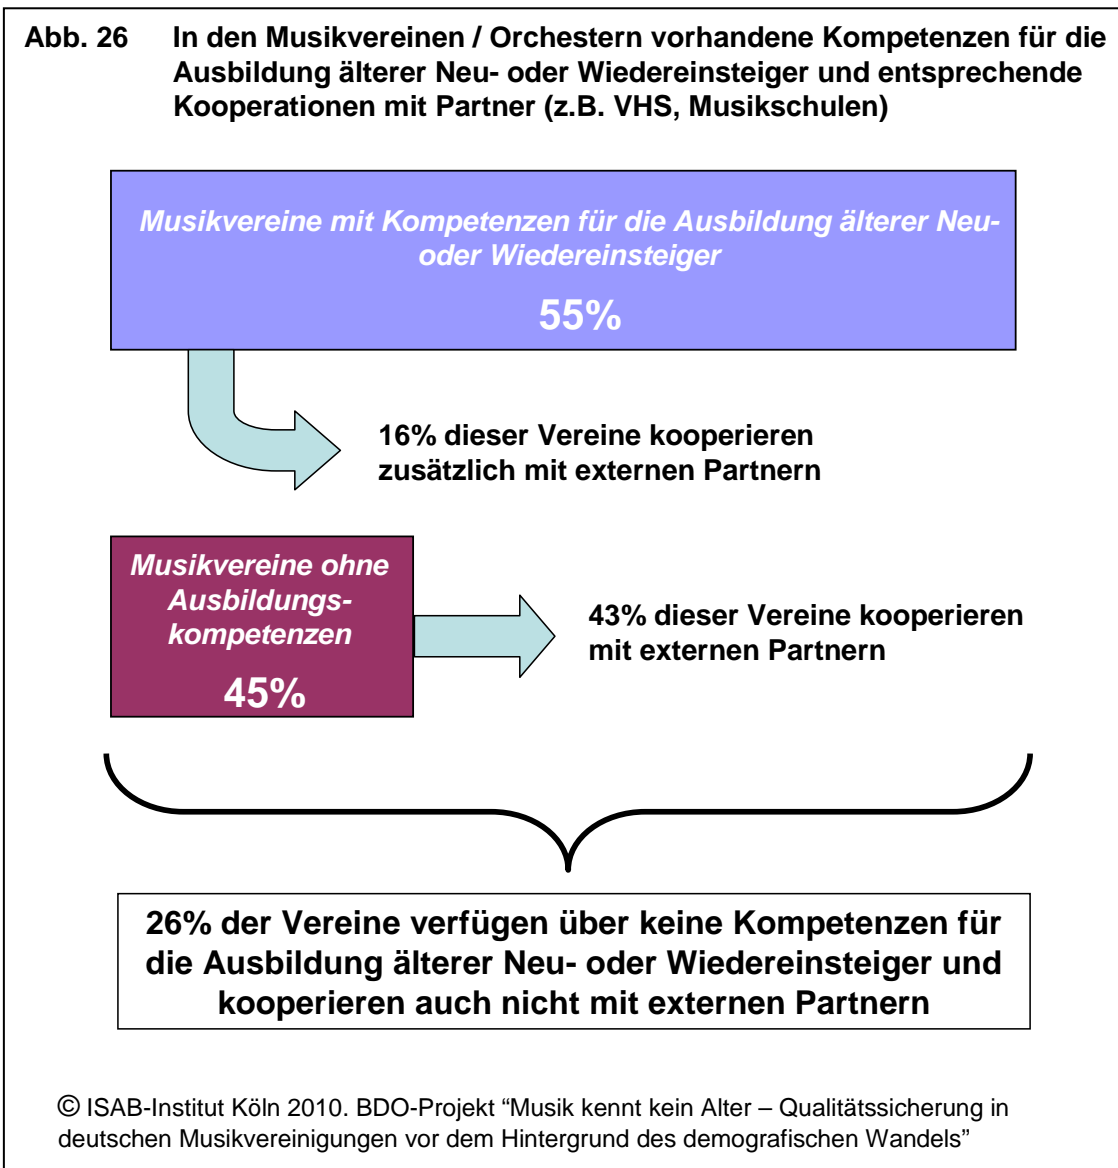 Abb. 26 In den Musikvereinen / Orchestern vorhandene Kompetenzen für die
Ausbildung älterer Neu- oder Wiedereinsteiger und entsprechende
Kooperationen mit Partner (z.B. VHS, Musikschulen)
Musikvereine mit Kompetenzen für die Ausbildung älterer Neu-
oder Wiedereinsteiger
55%
16% dieser Vereine kooperieren
zusätzlich mit externen Partnern
Musikvereine ohne
Ausbildungs-
kompetenzen
45%
43% dieser Vereine kooperieren
mit externen Partnern
26% der Vereine verfügen über keine Kompetenzen für
die Ausbildung älterer Neu- oder Wiedereinsteiger und
kooperieren auch nicht mit externen Partnern
© ISAB-Institut Köln 2010. BDO-Projekt “Musik kennt kein Alter – Qualitätssicherung in
deutschen Musikvereinigungen vor dem Hintergrund des demografischen Wandels”